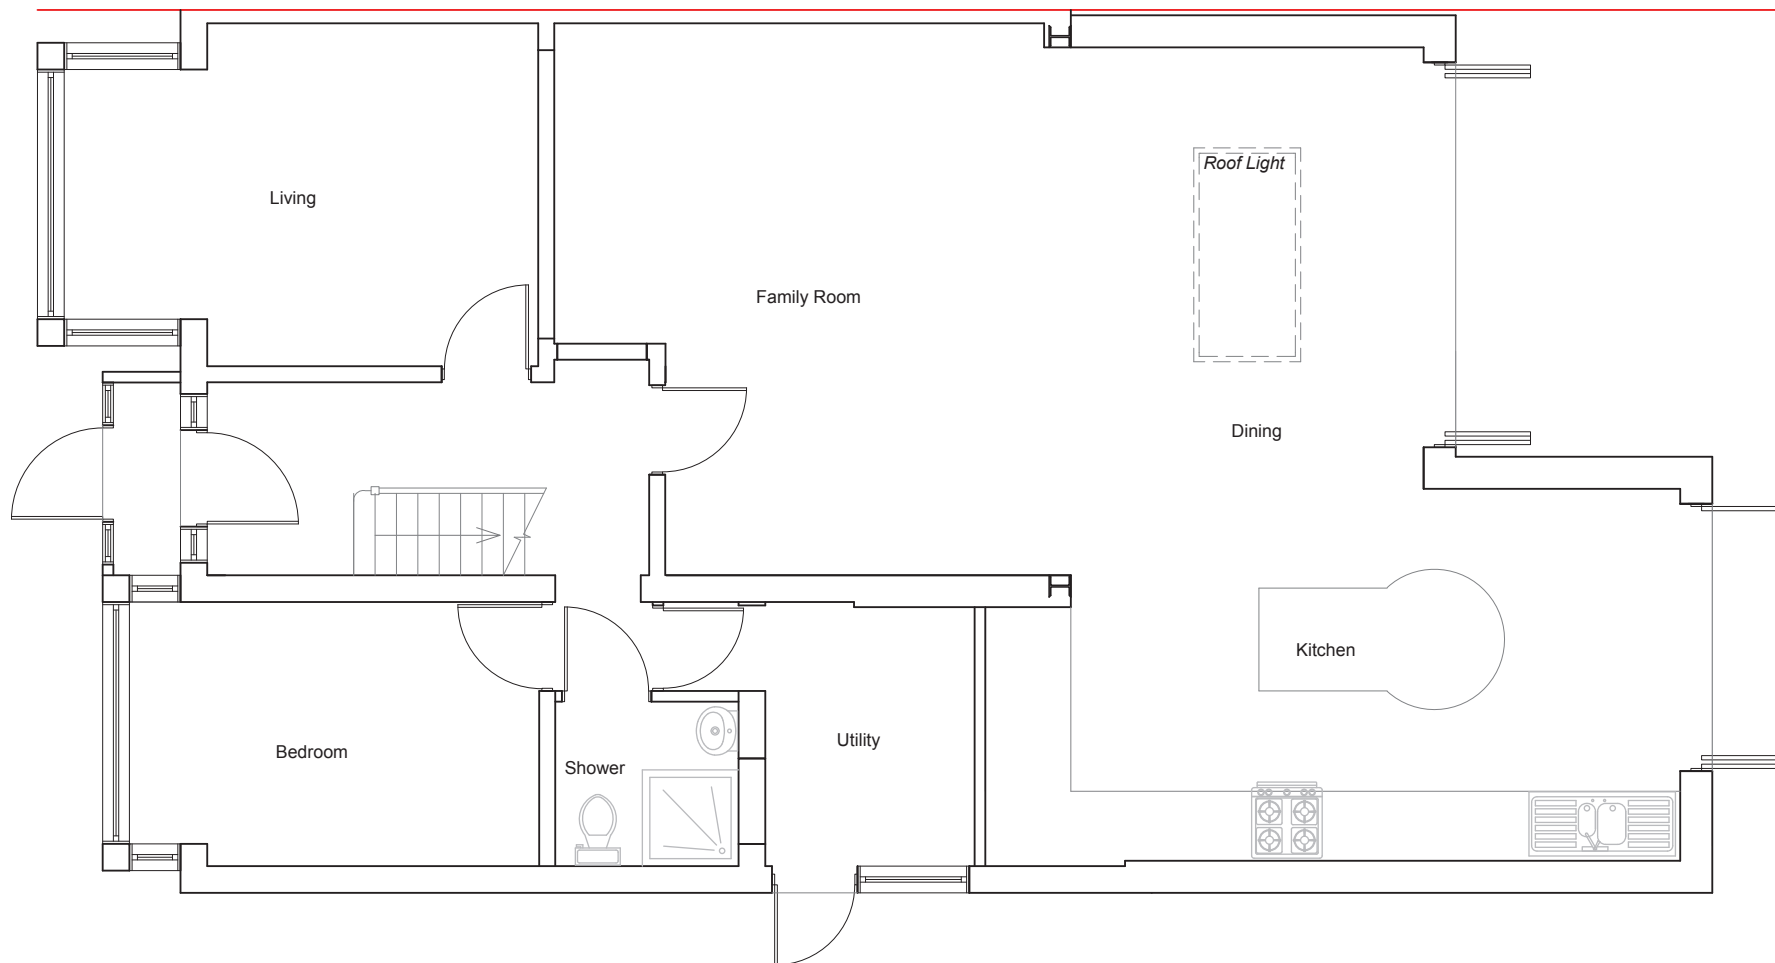 Roof Light
Living
Family Room
Dining
Kitchen
Bedroom
Utility
Shower